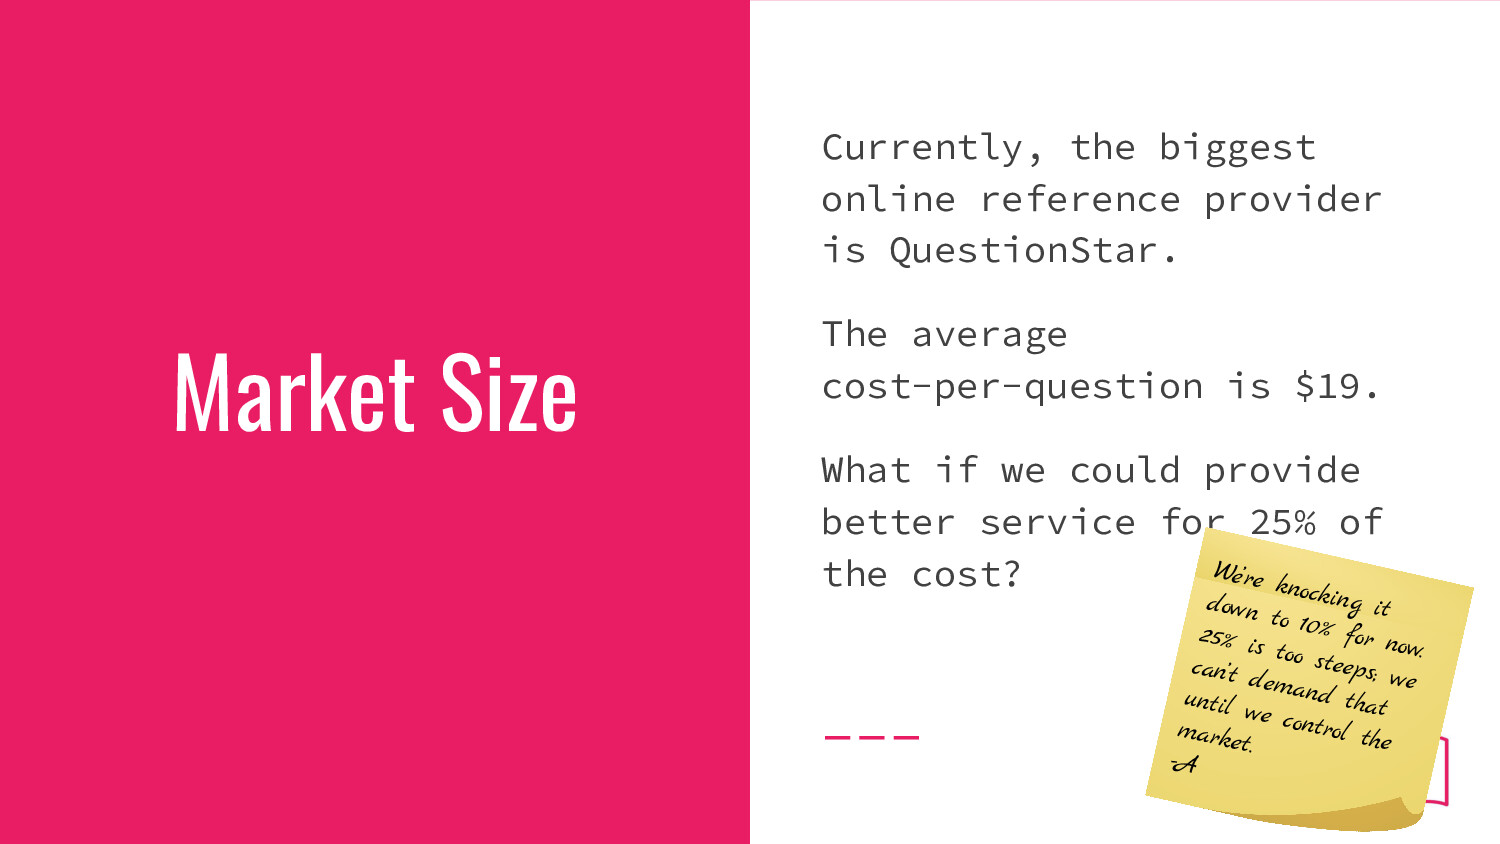 Market Size
Currently, the biggest
online reference provider
is QuestionStar.
The average
cost-per-question is $19.
What if we could provide
better service for 25% of
the cost?
We're knocking it
down to 10% for now.
25% is too steeps; we
can't demand that
until we control the
market.
-A